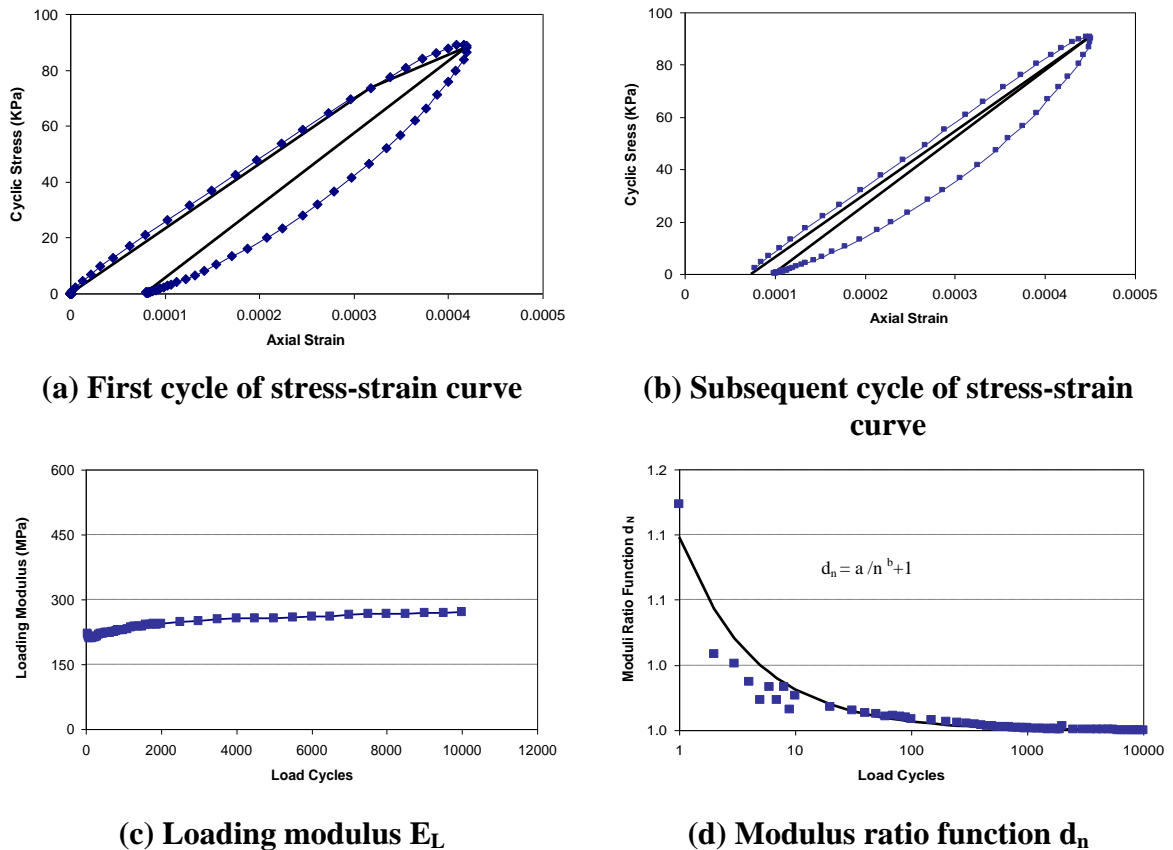 100
80
60
40
20
0
Cyclic Stress (KPa)
0 0.0001 0.0002 0.0003 0.0004 0.0005
Axial Strain
(a) First cycle of stress-strain curve
100
80
60
40
20
0
Cyclic Sress (KPa)
0 0.0001 0.0002 0.0003 0.0004 0.0005
Axial Strain
(b) Subsequent cycle of stress-strain
curve
600
450
300
150
0
Loading Modulus (MPa)
0 2000 4000 6000 8000 10000 12000
Load Cycles
(c) Loading modulus EL
1.2
1.1
1.1
1.0
1.0
Moduli Ratio Function d N
dn = a /n b+1
1 10 100 1000 10000
Load Cycles
(d) Modulus ratio function dn